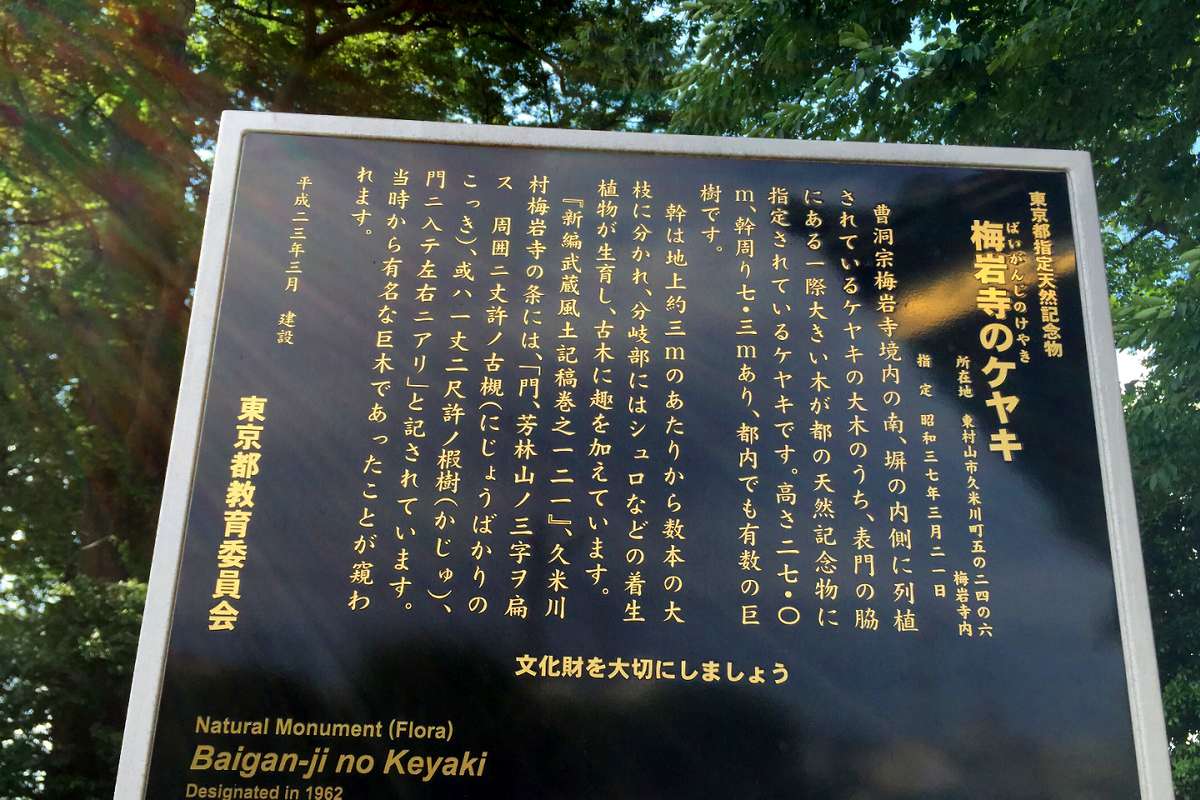 東京都指定天然記念物
ばいがんじのけやき
梅岩寺のケヤキ
所在地 東村山市久米川町五の二四の六
梅岩寺内
指定 昭和三七年三月二一日
曹洞宗梅岩寺境内の南、塀の内側に列植
されているケヤキの大木のうち、表門の脇
にある一際大きい木が都の天然記念物に
指定されているケヤキです。高さ二七・〇
m、幹周り七・三mあり、都内でも有数の巨
樹です。
幹は地上約三mのあたりから数本の大
枝に分かれ、分岐部にはシュロなどの着生
植物が生育し、古木に趣を加えています。
『新編武蔵風土記稿巻之一二一』、久米川
村梅岩寺の条には、「門、芳林山ノ三字ヲ扁
ス 周囲二丈許ノ古槻(にじょうばかりの
こっき)、或ハ一丈二尺許ノ椵樹(かじゅ)、
門ニ入テ左右ニアリ」と記されています。
当時から有名な巨木であったことが窺わ
れます。
平成二三年三月 建設
東京都教育委員会
文化財を大切にしましょう
Natural Monument (Flora)
Baigan-ji no Keyaki
Designated in 1962